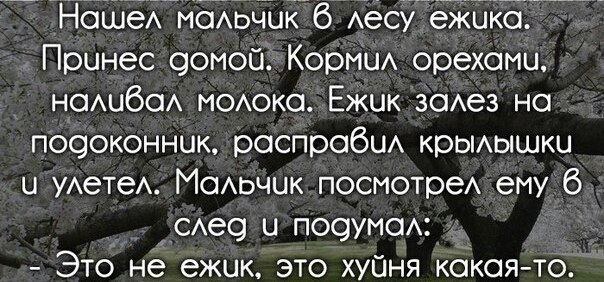 Нашел мальчик в лесу ежика.
Принес домой. Кормил орехами,
наливал молока. Ежик залез на
подоконник, расправил крылышки
и улетел. Мальчик посмотрел ему в
след и подумал:
- Это не ежик, это хуйня какая-то.